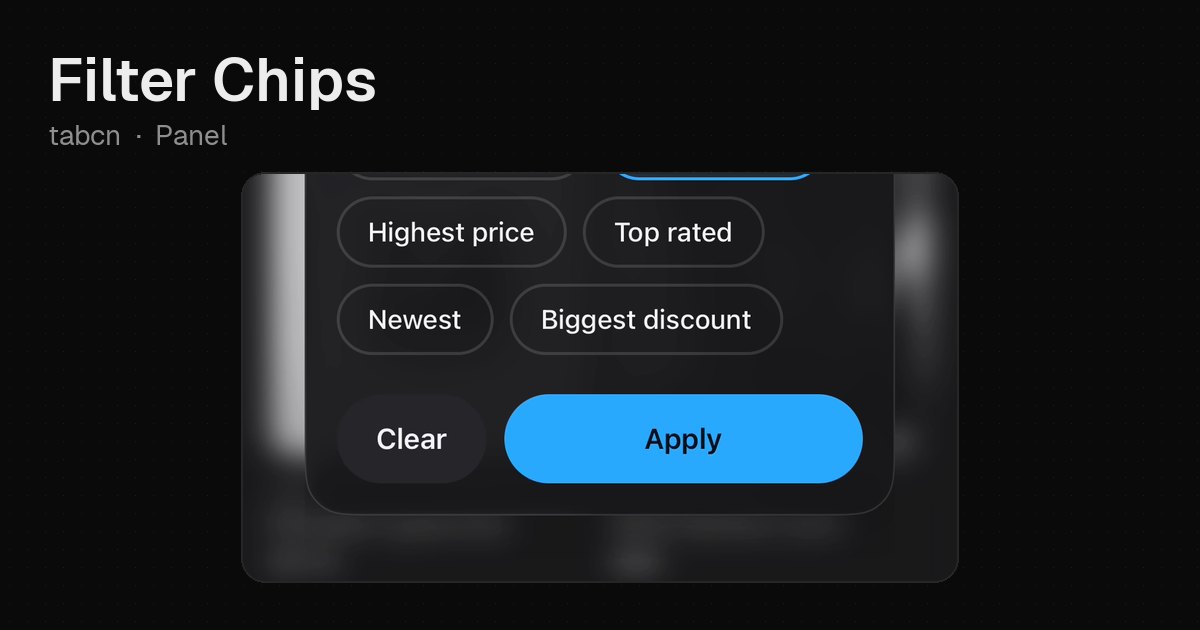 Filter Chips
tabcn · Panel
Highest price Top rated
Newest Biggest discount
Clear Apply